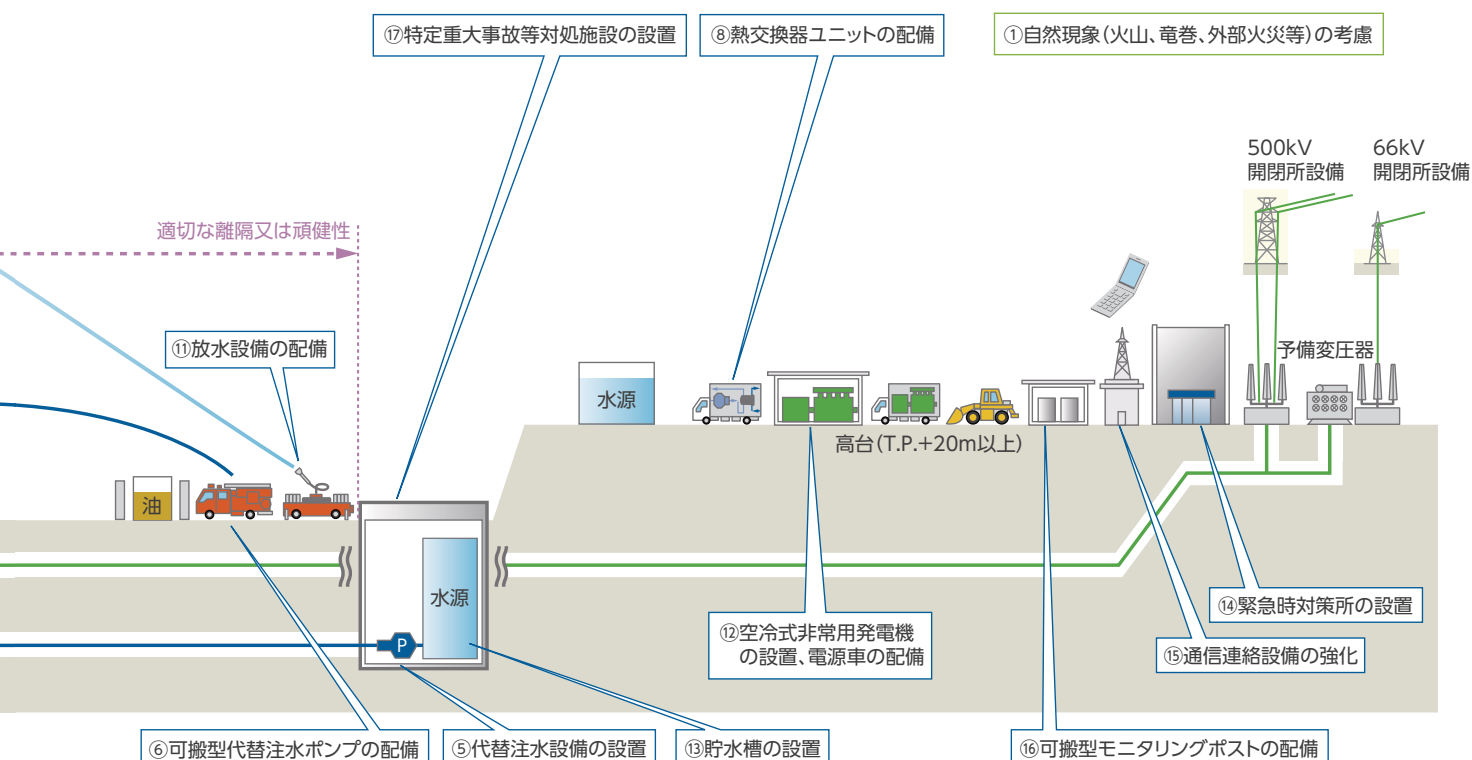 ⑰特定重大事故等対処施設の設置
⑧熱交換器ユニットの配備
①自然現象(火山、竜巻、外部火災等)の考慮
500kV
開閉所設備
66kV
開閉所設備
適切な離隔又は頑健性
⑪放水設備の配備
予備変圧器
水源
高台(T.P.+20m以上)
油
水源
P
⑫空冷式非常用発電機
の設置、電源車の配備
⑭緊急時対策所の設置
⑮通信連絡設備の強化
⑥可搬型代替注水ポンプの配備
⑤代替注水設備の設置
⑬貯水槽の設置
⑯可搬型モニタリングポストの配備